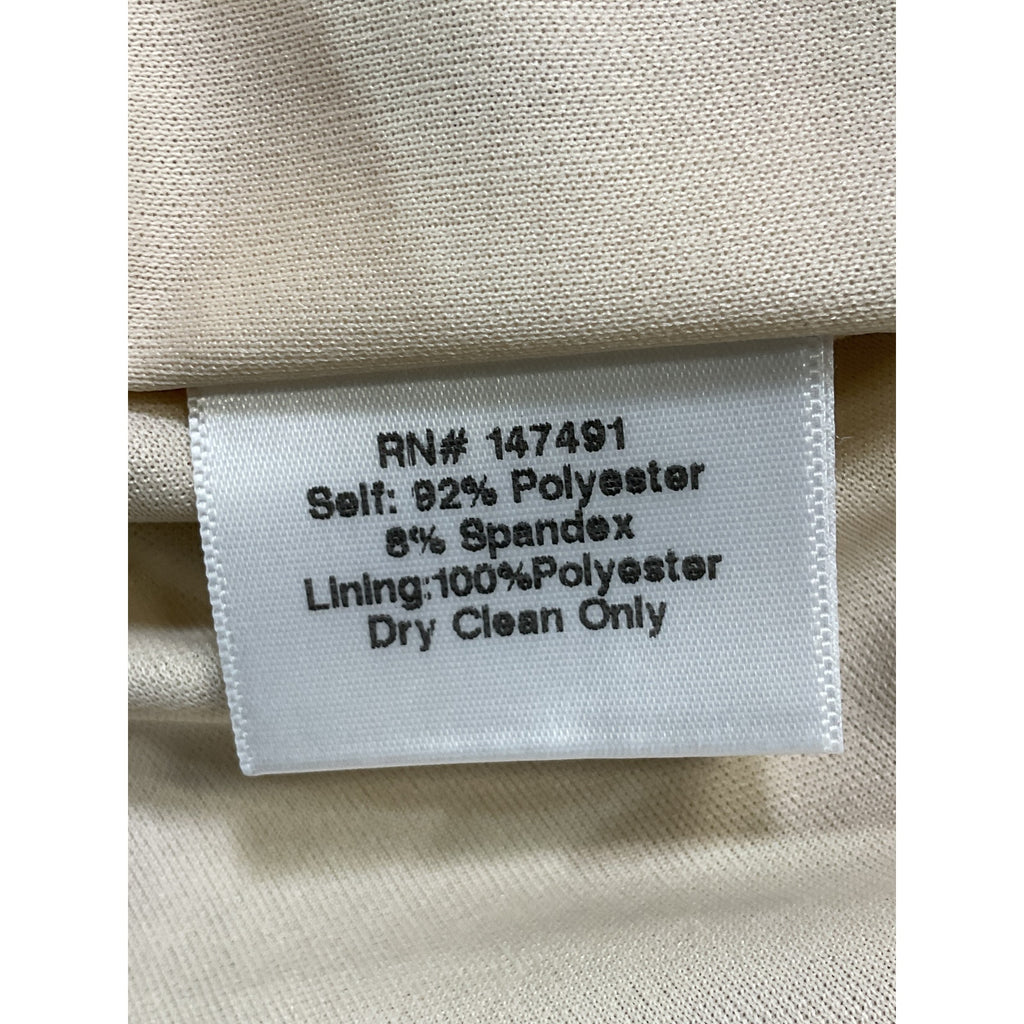 RN# 147491
Self: 92% Polyester
8% Spandex
Lining:100%Polyester
Dry Clean Only